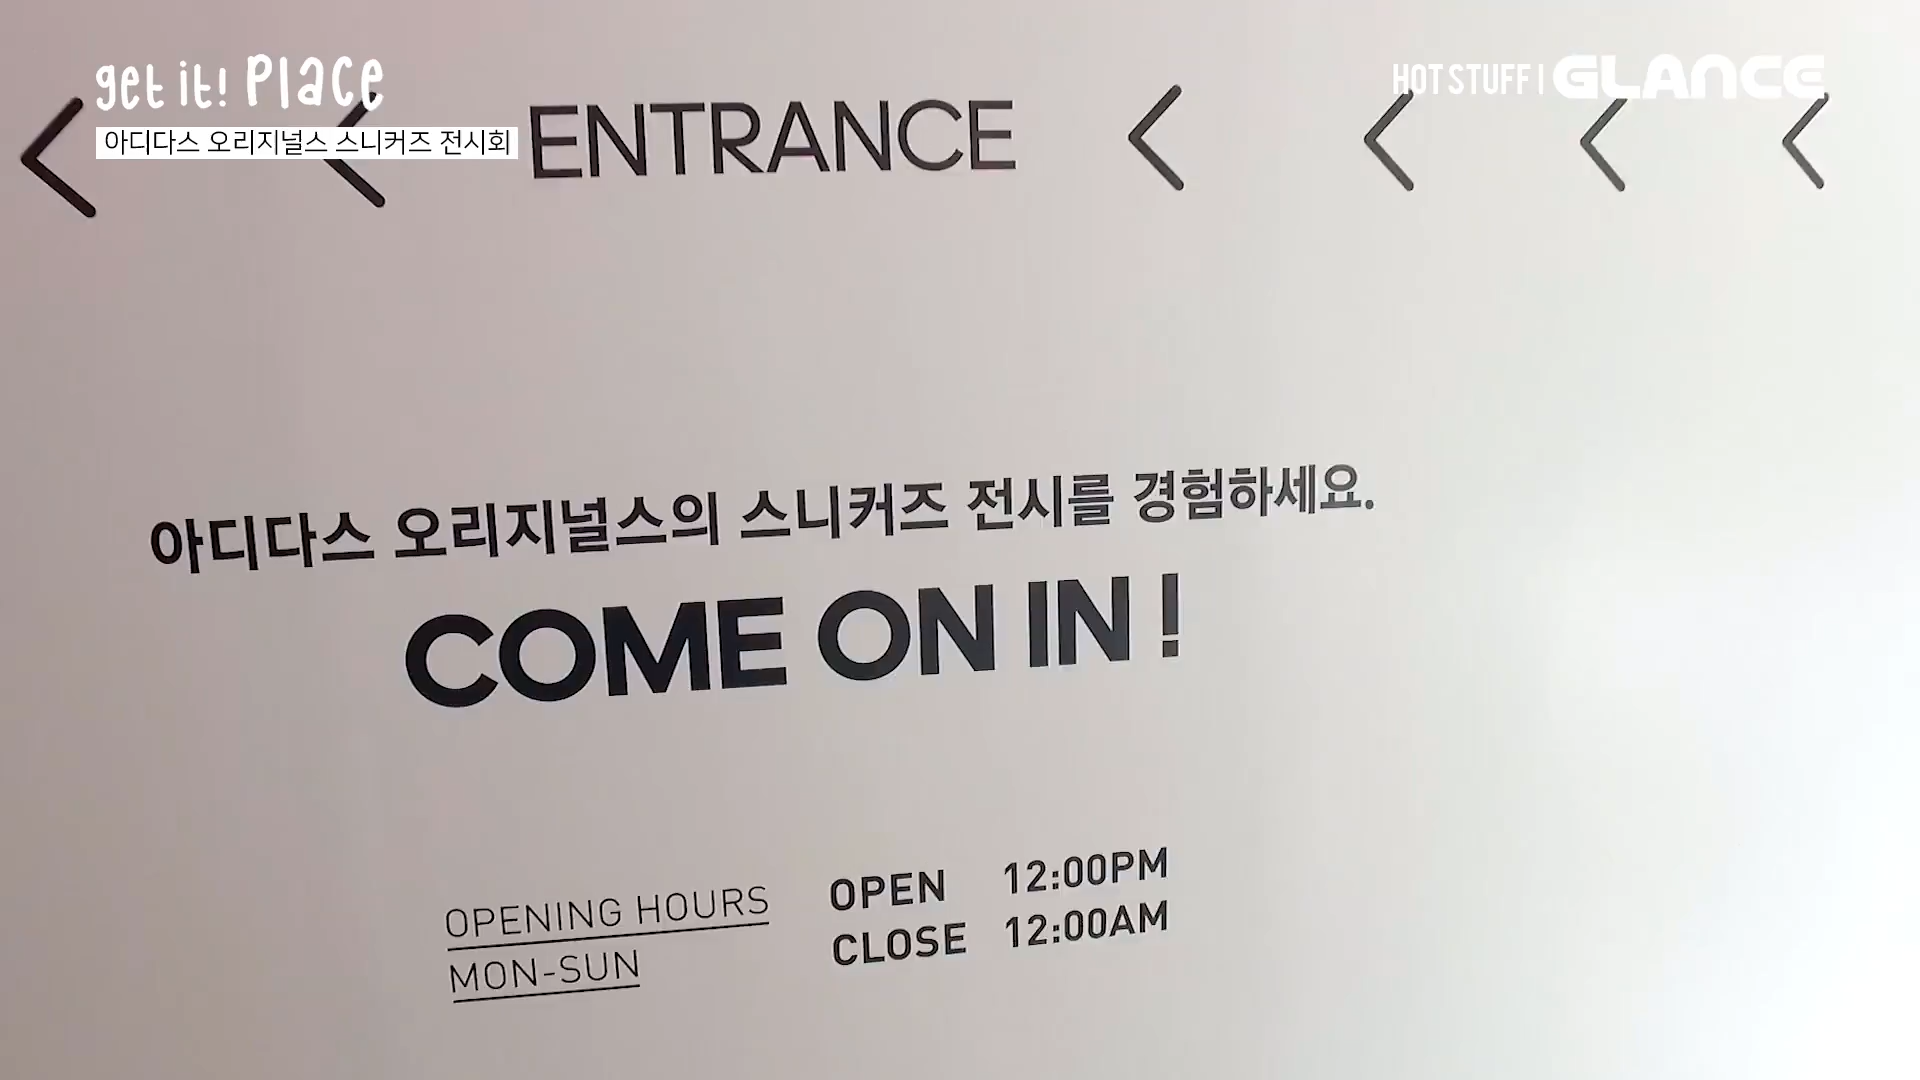 get it! Place
HOT STUFF | GLANCE
아디다스 오리지널스 스니커즈 전시회
ENTRANCE
아디다스 오리지널스의 스니커즈 전시를 경험하세요.
COME ON IN !
OPENING HOURS
MON-SUN
OPEN 12:00PM
CLOSE 12:00AM